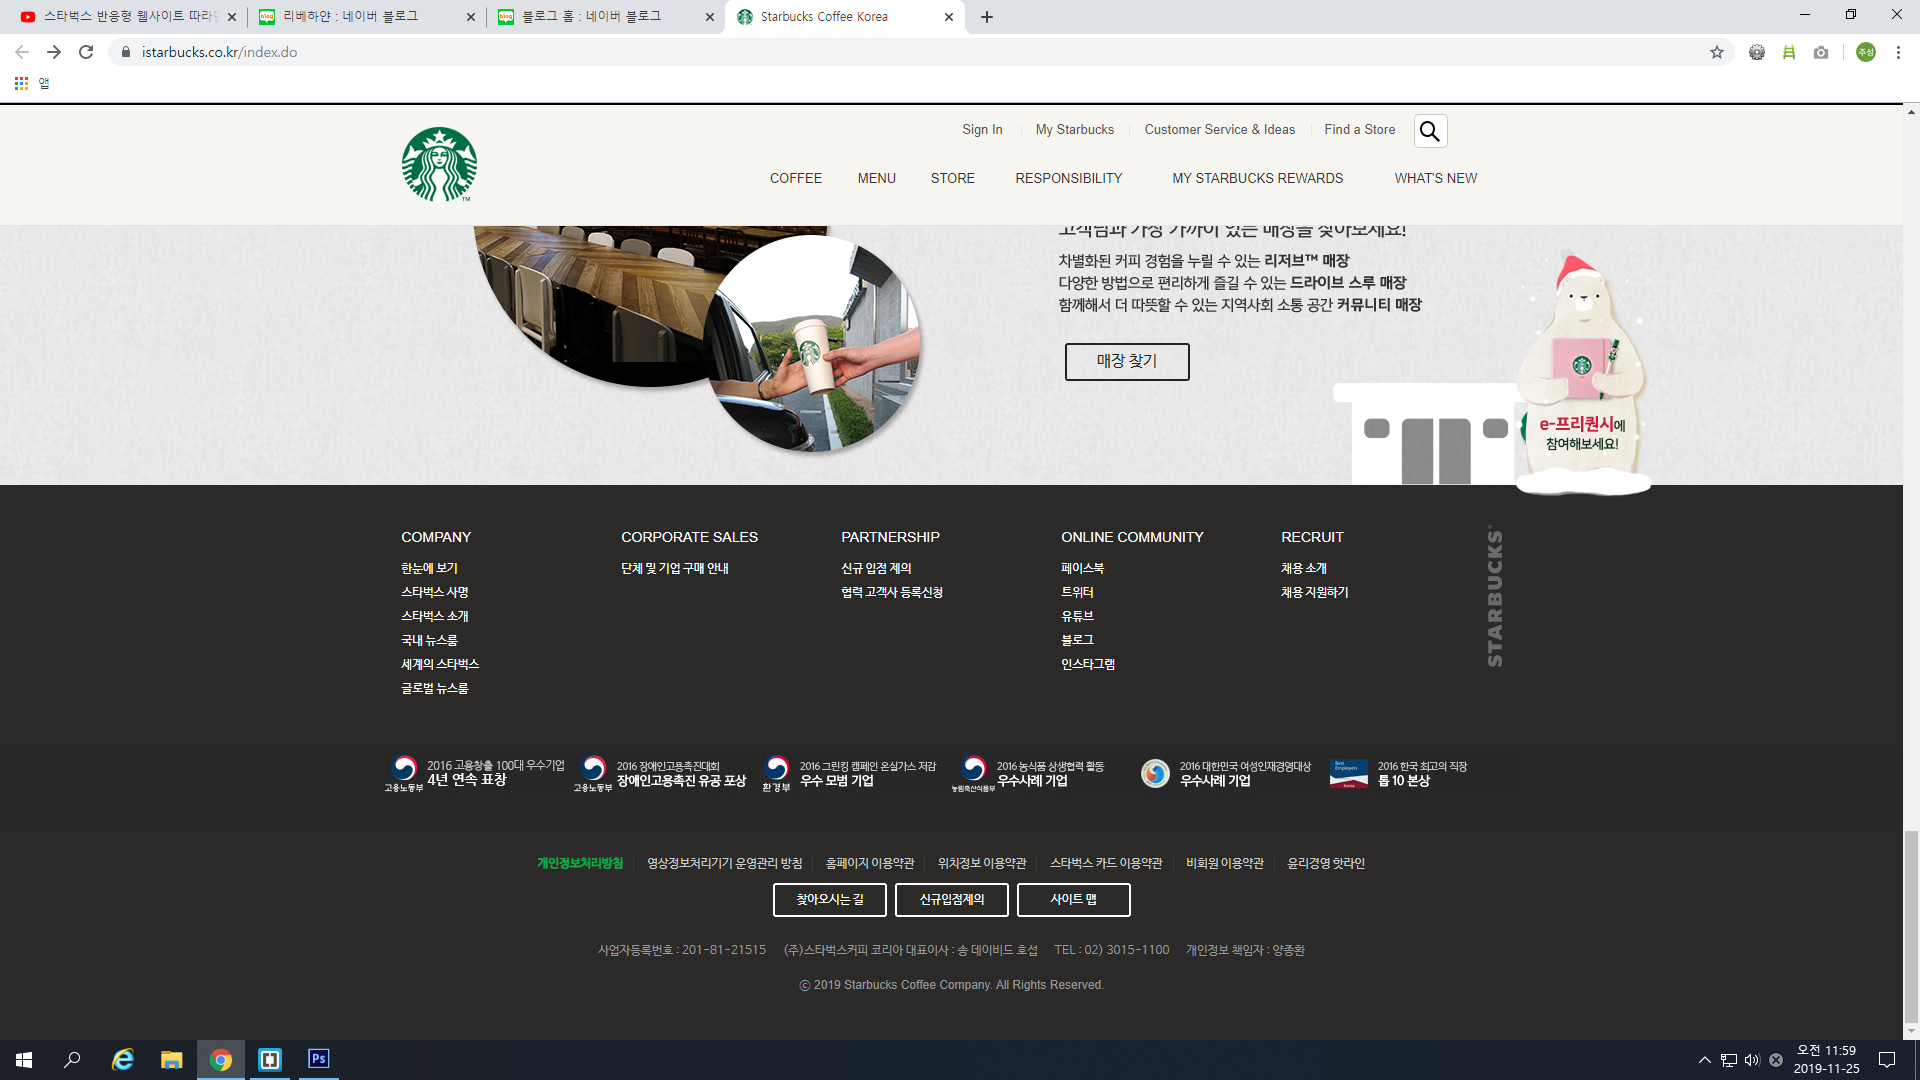 스타벅스 반응형 웹사이트 따라만
리베하얀 : 네이버 블로그
블로그 홈 : 네이버 블로그
Starbucks Coffee Korea
istarbucks.co.kr/index.do
주성
앱
Sign In
My Starbucks
Customer Service & Ideas
Find a Store
COFFEE
MENU
STORE
RESPONSIBILITY
MY STARBUCKS REWARDS
WHAT'S NEW
TM
고객님과 가장 가까이 있는 매장을 찾아보세요!
차별화된 커피 경험을 누릴 수 있는 리저브™ 매장
다양한 방법으로 편리하게 즐길 수 있는 드라이브 스루 매장
함께해서 더 따뜻할 수 있는 지역사회 소통 공간 커뮤니티 매장
매장 찾기
e-프리퀀시에
참여해보세요!
COMPANY
한눈에 보기
스타벅스 사명
스타벅스 소개
국내 뉴스룸
세계의 스타벅스
글로벌 뉴스룸
CORPORATE SALES
단체 및 기업 구매 안내
PARTNERSHIP
신규 입점 제의
협력 고객사 등록신청
ONLINE COMMUNITY
페이스북
트위터
유튜브
블로그
인스타그램
RECRUIT
채용 소개
채용 지원하기
STARBUCKS
고용노동부
2016 고용창출 100대 우수기업
4년 연속 표창
고용노동부
2016 장애인고용촉진대회
장애인고용촉진 유공 포상
환경부
2016 그린킹 캠페인 온실가스 저감
우수 모범 기업
농림축산식품부
2016 농식품 상생협력 활동
우수사례 기업
2016 대한민국 여성인재경영대상
우수사례 기업
Best
Employers
Korea
2016 한국 최고의 직장
톱 10 본상
개인정보처리방침
영상정보처리기기 운영관리 방침
홈페이지 이용약관
위치정보 이용약관
스타벅스 카드 이용약관
비회원 이용약관
윤리경영 핫라인
찾아오시는 길
신규입점제의
사이트 맵
사업자등록번호 : 201-81-21515
(주)스타벅스커피 코리아 대표이사 : 송 데이비드 호섭
TEL : 02) 3015-1100
개인정보 책임자 : 양종환
ⓒ 2019 Starbucks Coffee Company. All Rights Reserved.
Ps
오전 11:59
2019-11-25